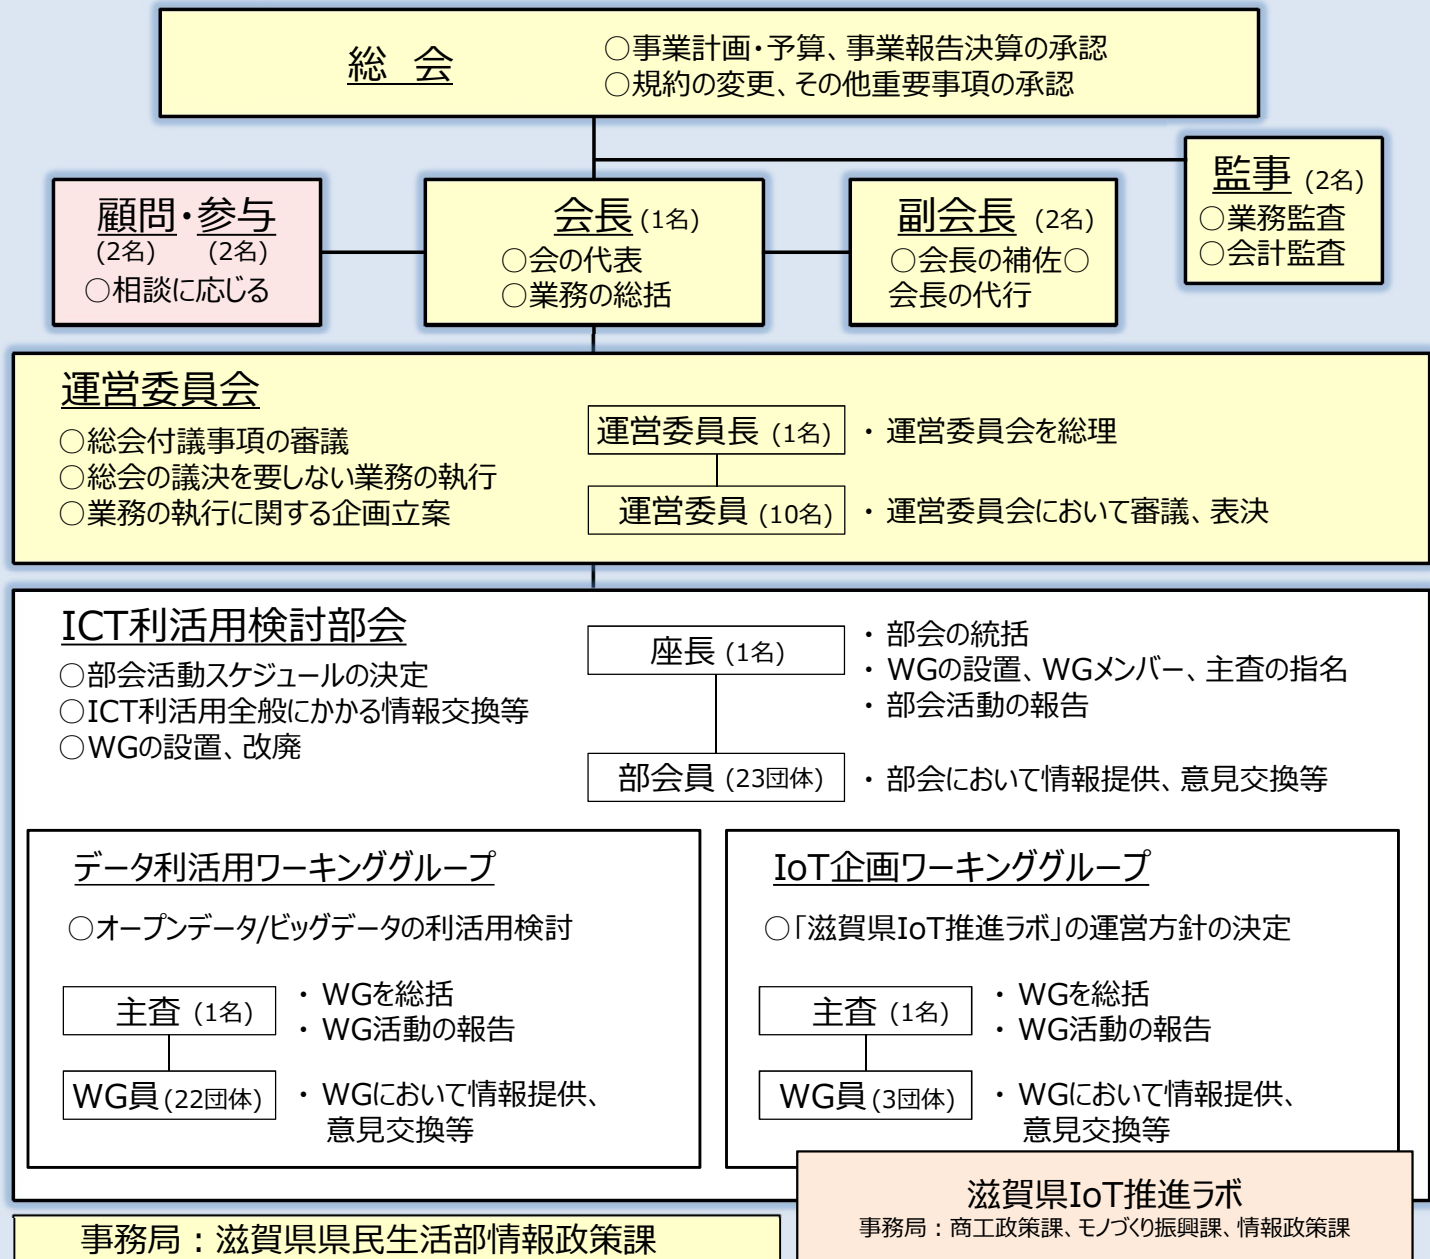 総 会
○事業計画・予算、事業報告決算の承認
○規約の変更、その他重要事項の承認
監事 (2名)
○業務監査
○会計監査
顧問・参与
(2名) (2名)
○相談に応じる
会長 (1名)
○会の代表
○業務の総括
副会長 (2名)
○会長の補佐○
会長の代行
運営委員会
○総会付議事項の審議
○総会の議決を要しない業務の執行
○業務の執行に関する企画立案
運営委員長 (1名)
・ 運営委員会を総理
運営委員 (10名)
・ 運営委員会において審議、表決
ICT利活用検討部会
○部会活動スケジュールの決定
○ICT利活用全般にかかる情報交換等
○WGの設置、改廃
座長 (1名)
・ 部会の統括
・ WGの設置、WGメンバー、主査の指名
・ 部会活動の報告
部会員 (23団体)
・ 部会において情報提供、意見交換等
データ利活用ワーキンググループ
○オープンデータ/ビッグデータの利活用検討
主査 (1名)
・ WGを総括
・ WG活動の報告
WG員 (22団体)
・ WGにおいて情報提供、
意見交換等
IoT企画ワーキンググループ
○「滋賀県IoT推進ラボ」の運営方針の決定
主査 (1名)
・ WGを総括
・ WG活動の報告
WG員 (3団体)
・ WGにおいて情報提供、
意見交換等
滋賀県IoT推進ラボ
事務局：商工政策課、モノづくり振興課、情報政策課
事務局：滋賀県県民生活部情報政策課